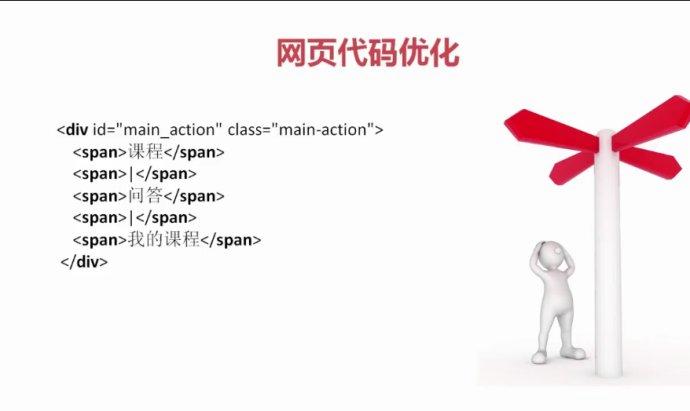 网页代码优化
<div id="main_action" class="main-action">
<span>课程</span>
<span>|</span>
<span>问答</span>
<span>|</span>
<span>我的课程</span>
</div>